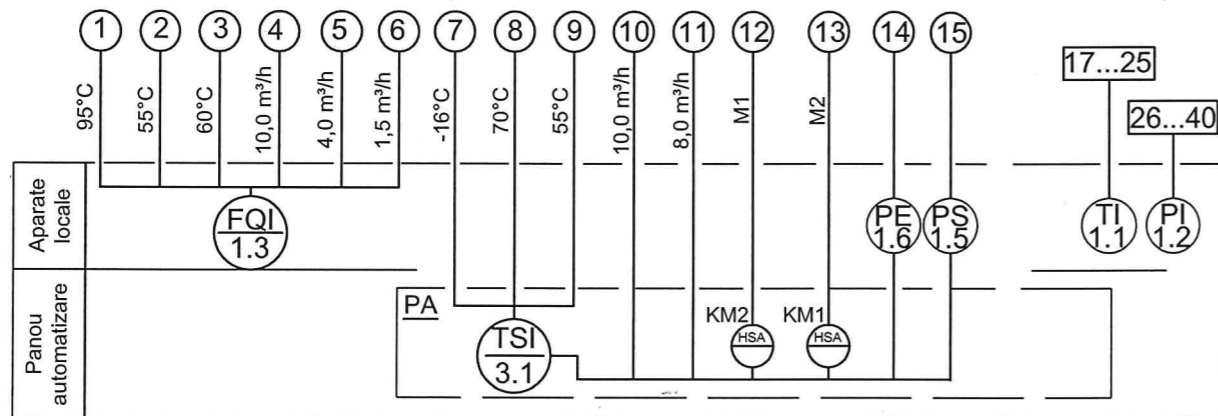 1 2 3 4 5 6 7 8 9 10 11 12 13 14 15
17...25
26...40
95°C
55°C
60°C
10,0 m³/h
4,0 m³/h
1,5 m³/h
-16°C
70°C
55°C
10,0 m³/h
8,0 m³/h
M1
M2
Aparate
locale
FQI
1.3
PE
1.6
PS
1.5
TI
1.1
PI
1.2
Panou
automatizare
PA
TSI
3.1
KM2
HSA
KM1
HSA